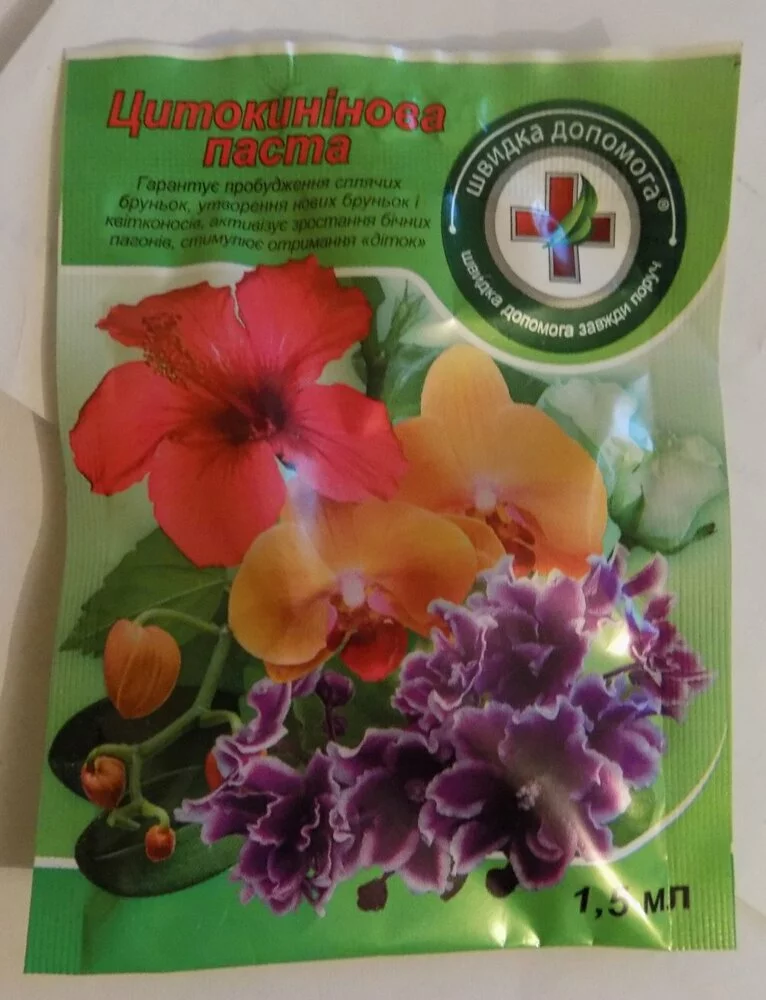 Цитокинінова
паста
Гарантує пробудження сплячих
бруньок, утворення нових бруньок і
квітконосів, активізує зростання бічних
пагонів, стимулює отримання «діток»
ШВИДКА ДОПОМОГА®
ШВИДКА ДОПОМОГА ЗАВЖДИ ПОРУЧ
1,5 мл